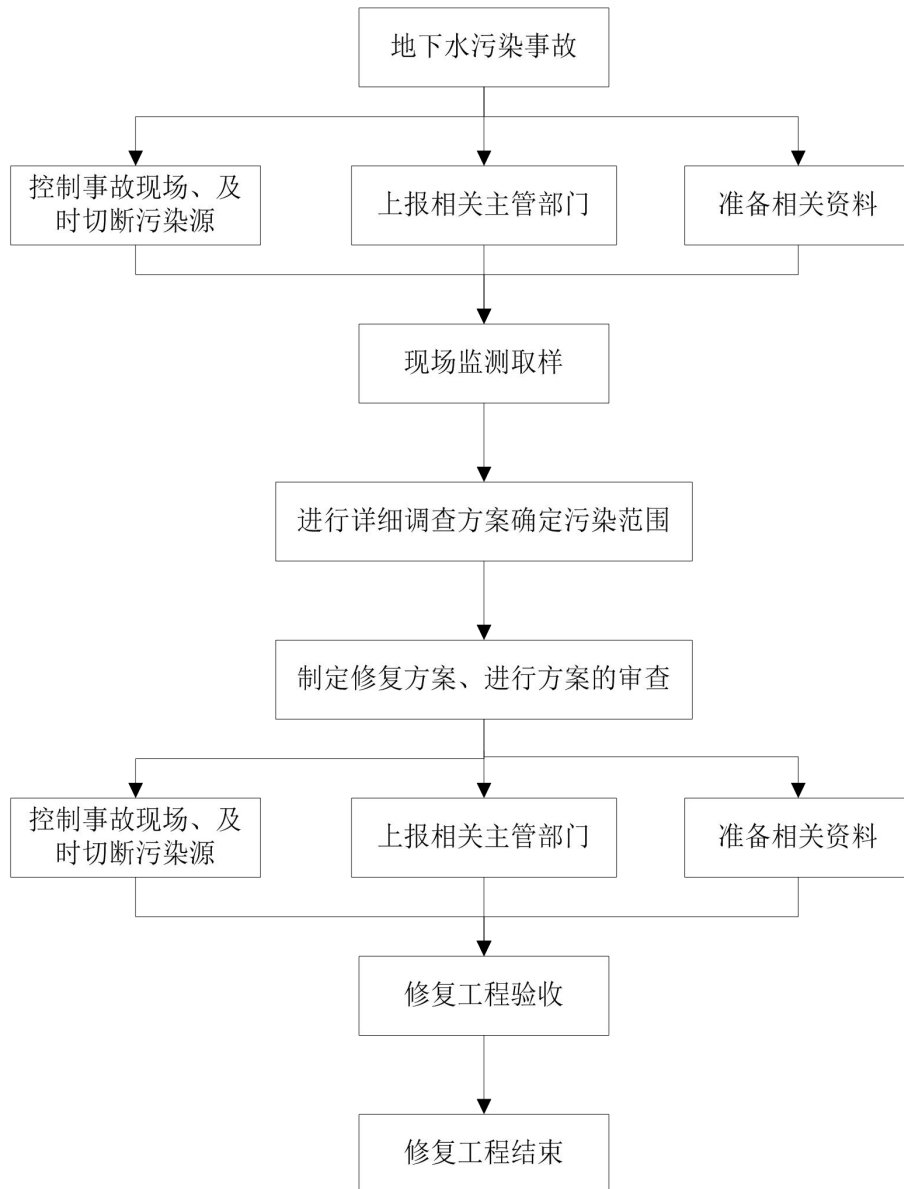 地下水污染事故
控制事故现场、及
时切断污染源
上报相关主管部门
准备相关资料
现场监测取样
进行详细调查方案确定污染范围
制定修复方案、进行方案的审查
控制事故现场、及
时切断污染源
上报相关主管部门
准备相关资料
修复工程验收
修复工程结束